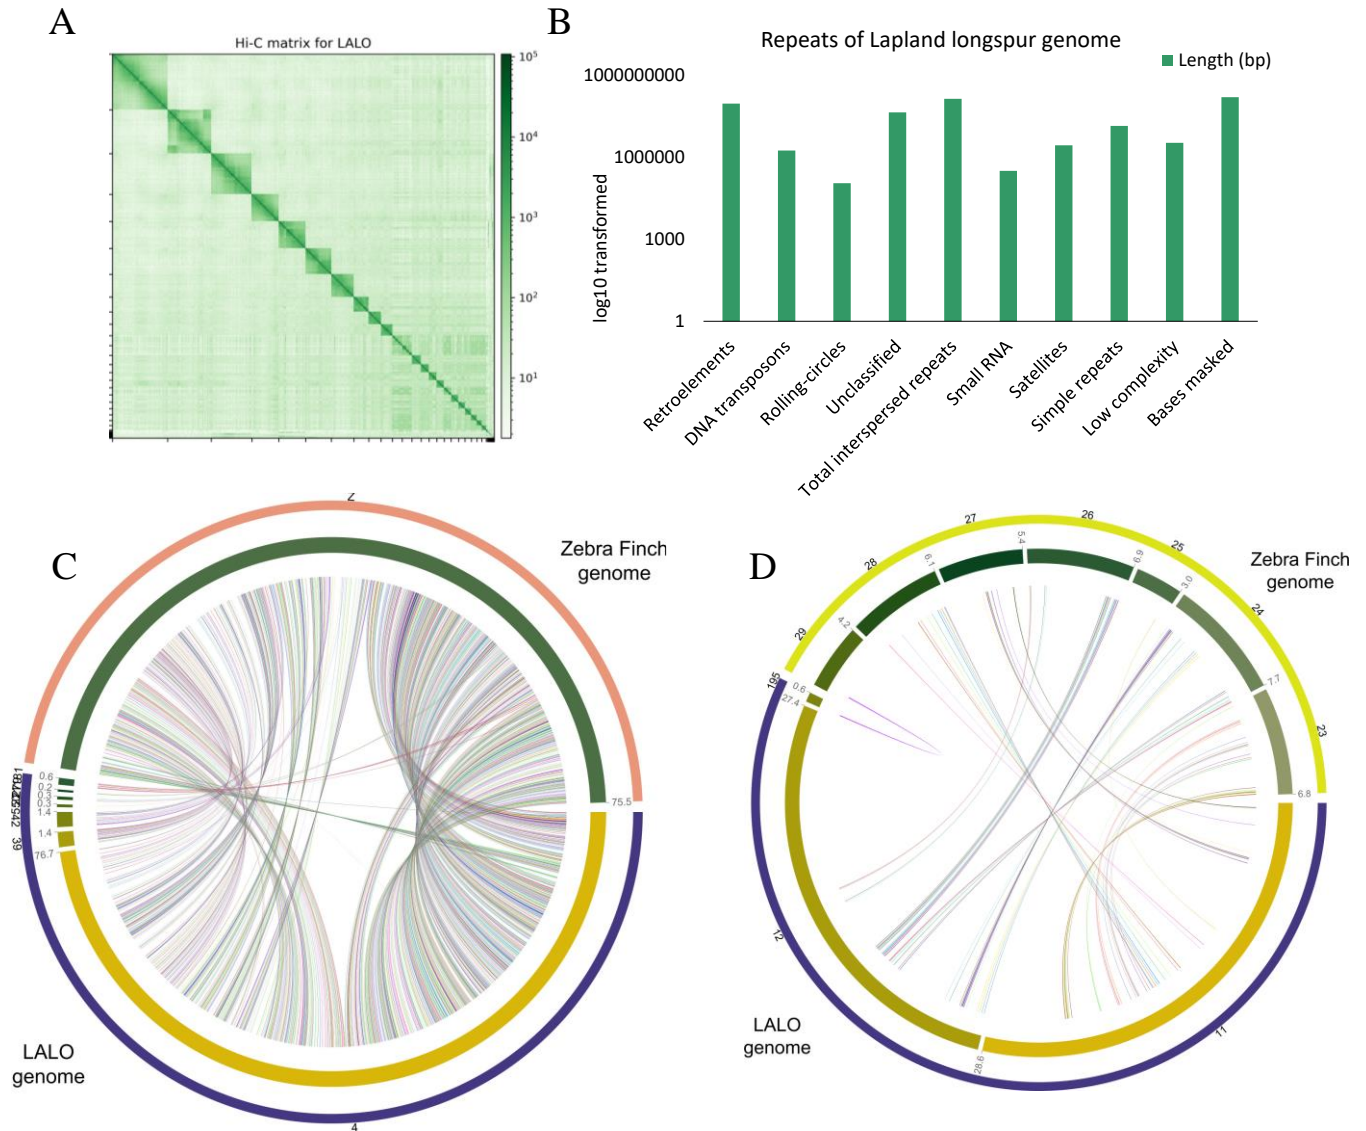 A
Hi-C matrix for LALO
10⁵
10⁴
10³
10²
10¹
B
Repeats of Lapland longspur genome
Length (bp)
log10 transformed
1000000000
1000000
1000
1
Retroelements
DNA transposons
Rolling-circles
Unclassified
Total interspersed repeats
Small RNA
Satellites
Simple repeats
Low complexity
Bases masked
C
Z
Zebra Finch
genome
75.5
0.6
0.2
0.3
0.3
1.4
1.4
76.7
39
LALO
genome
4
D
Zebra Finch
genome
29
28
27
26
25
24
23
4.2
6.1
5.4
6.9
3.0
7.7
6.8
195
0.6
27.4
12
28.6
11
LALO
genome